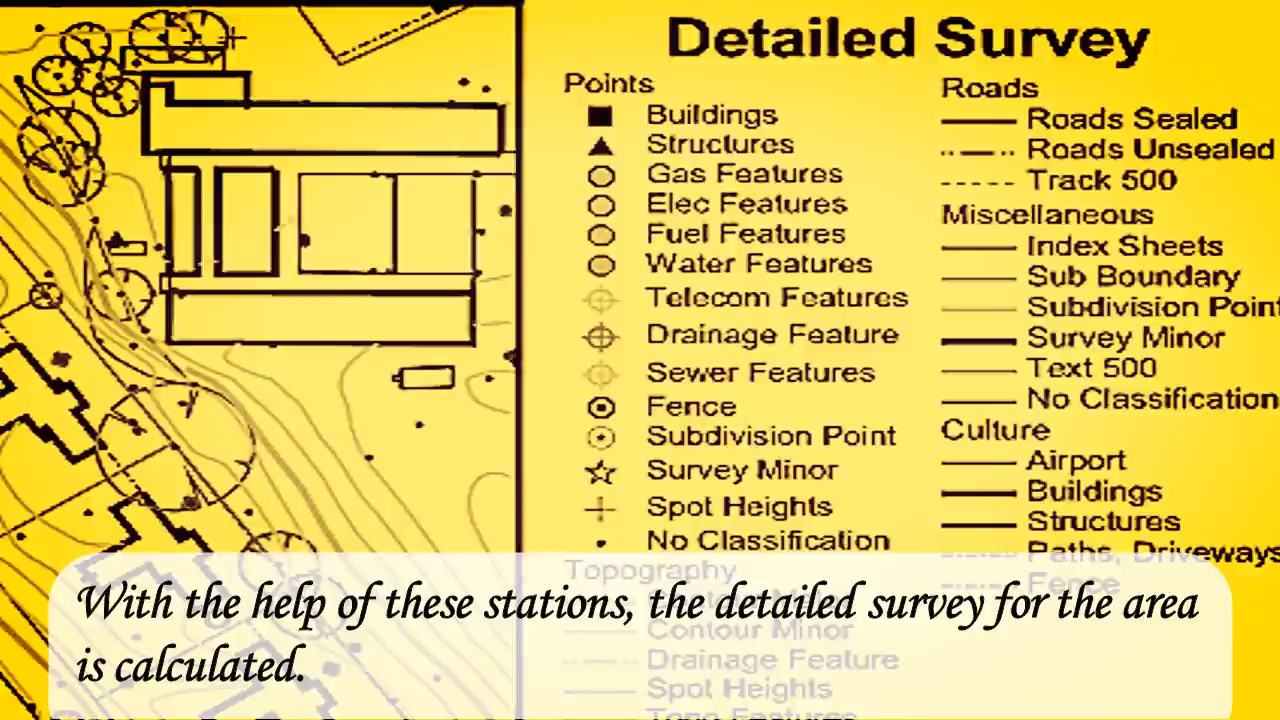 Detailed Survey
Points
Buildings
Structures
Gas Features
Elec Features
Fuel Features
Water Features
Telecom Features
Drainage Feature
Sewer Features
Fence
Subdivision Point
Survey Minor
Spot Heights
No Classification
Topography
Contour Minor
Drainage Feature
Spot Heights
Roads
Roads Sealed
Roads Unsealed
Track 500
Miscellaneous
Index Sheets
Sub Boundary
Subdivision Point
Survey Minor
Text 500
No Classification
Culture
Airport
Buildings
Structures
Paths, Driveways
Fence
With the help of these stations, the detailed survey for the area
is calculated.